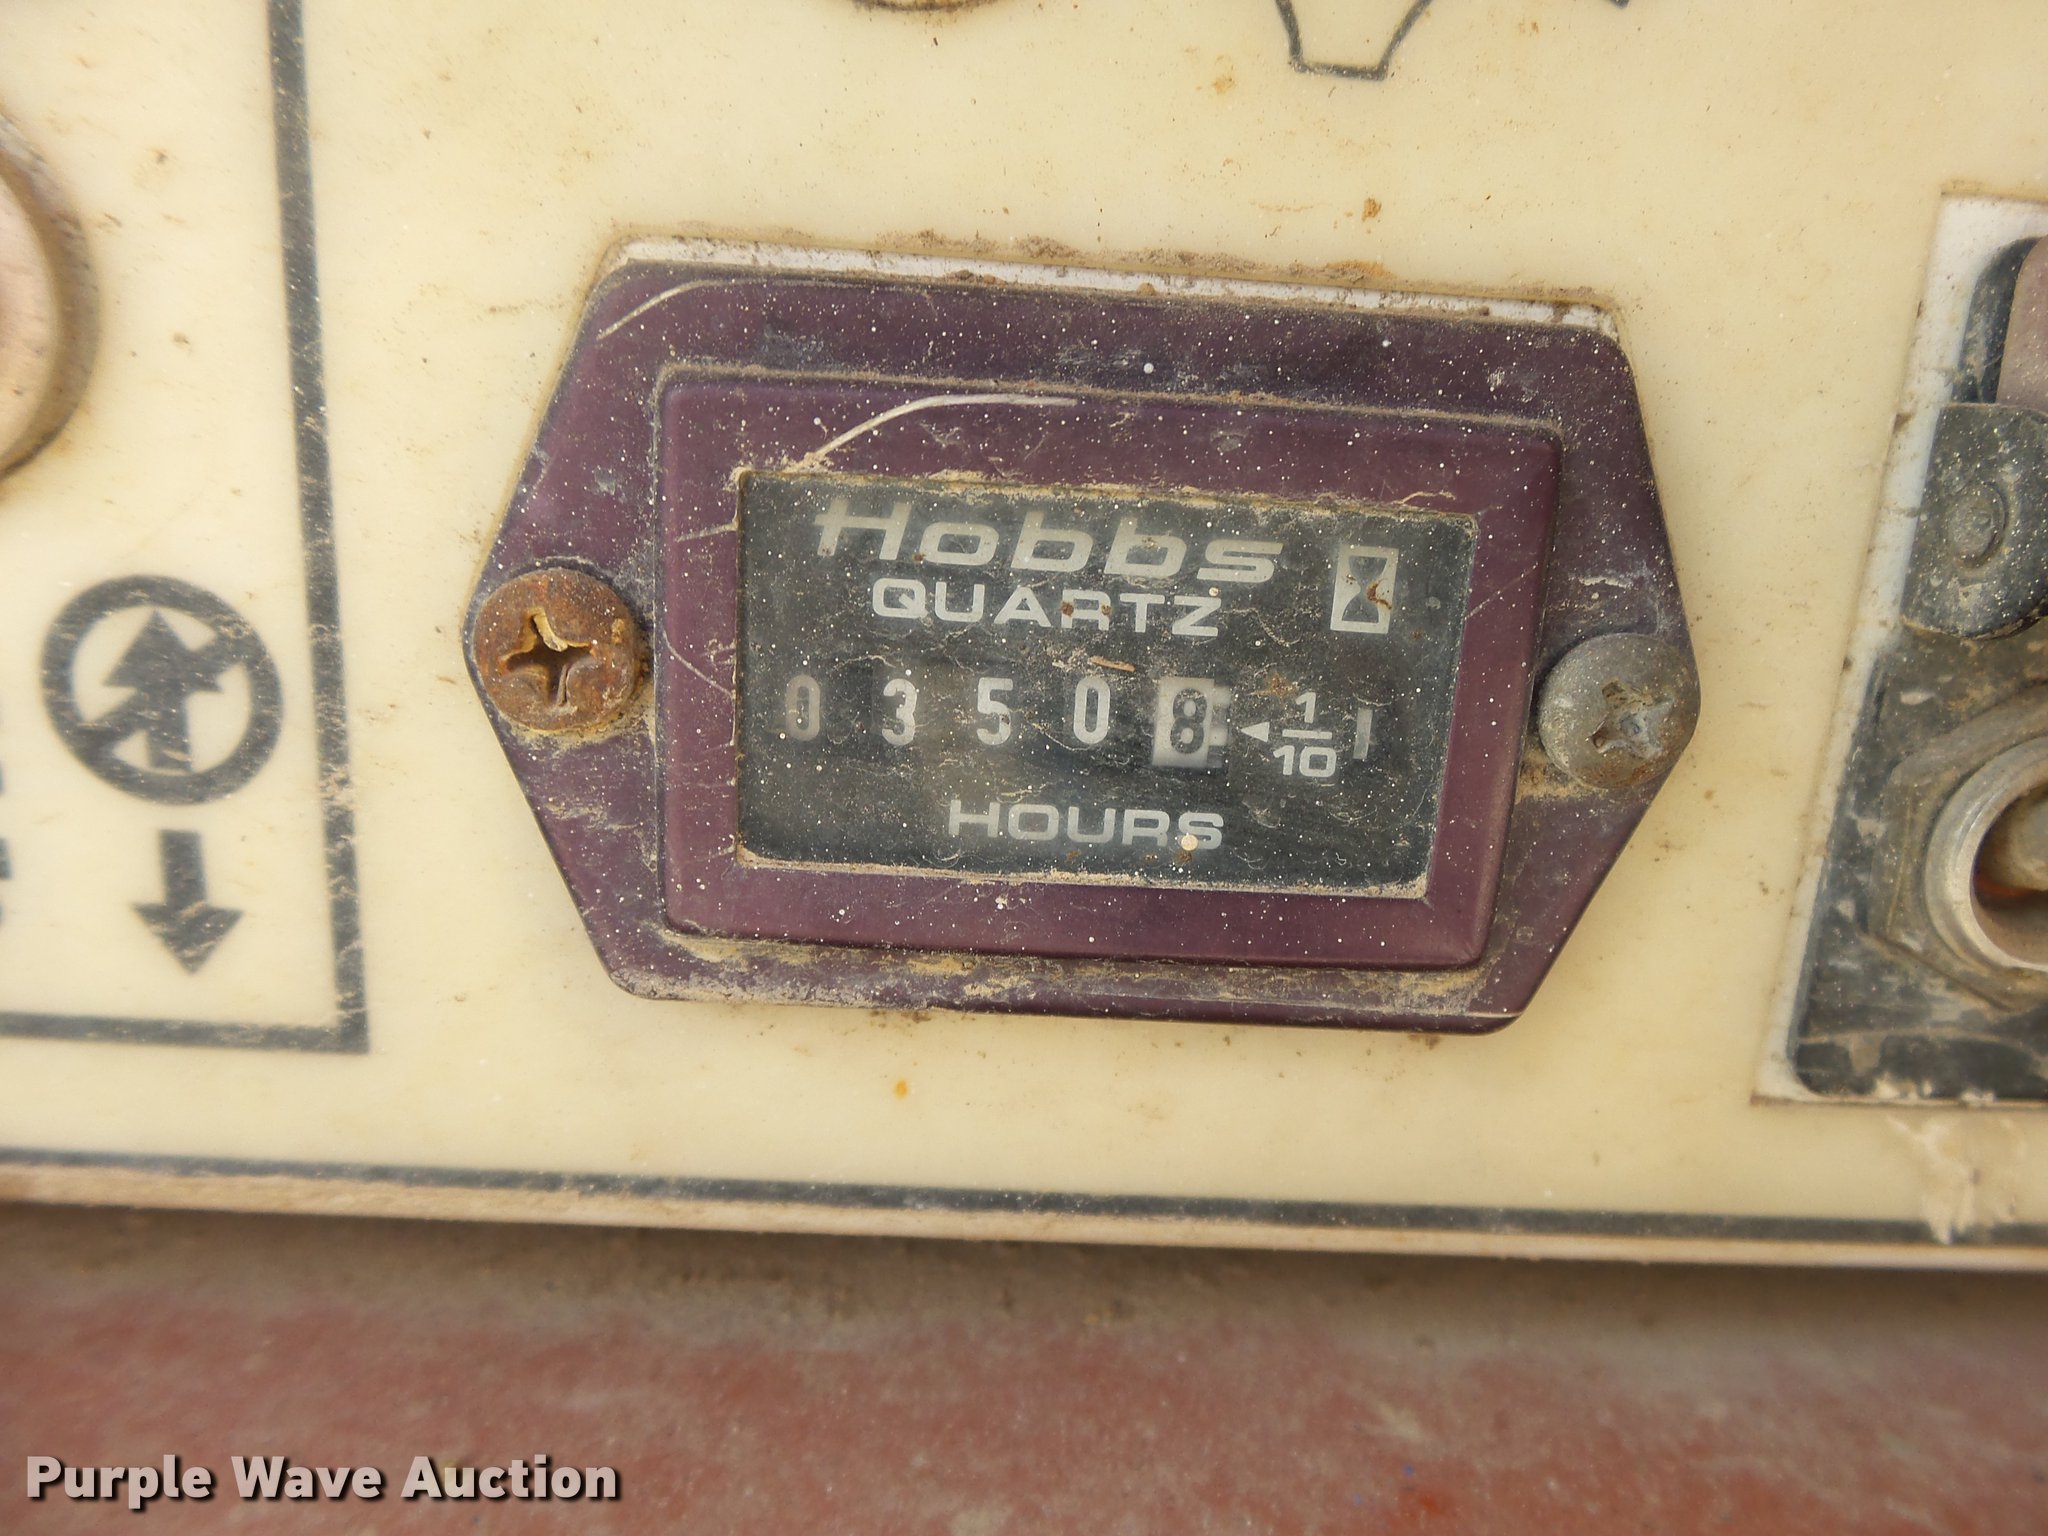 Hobbs
QUARTZ
0 3 5 0 8 1/10
HOURS
Purple Wave Auction